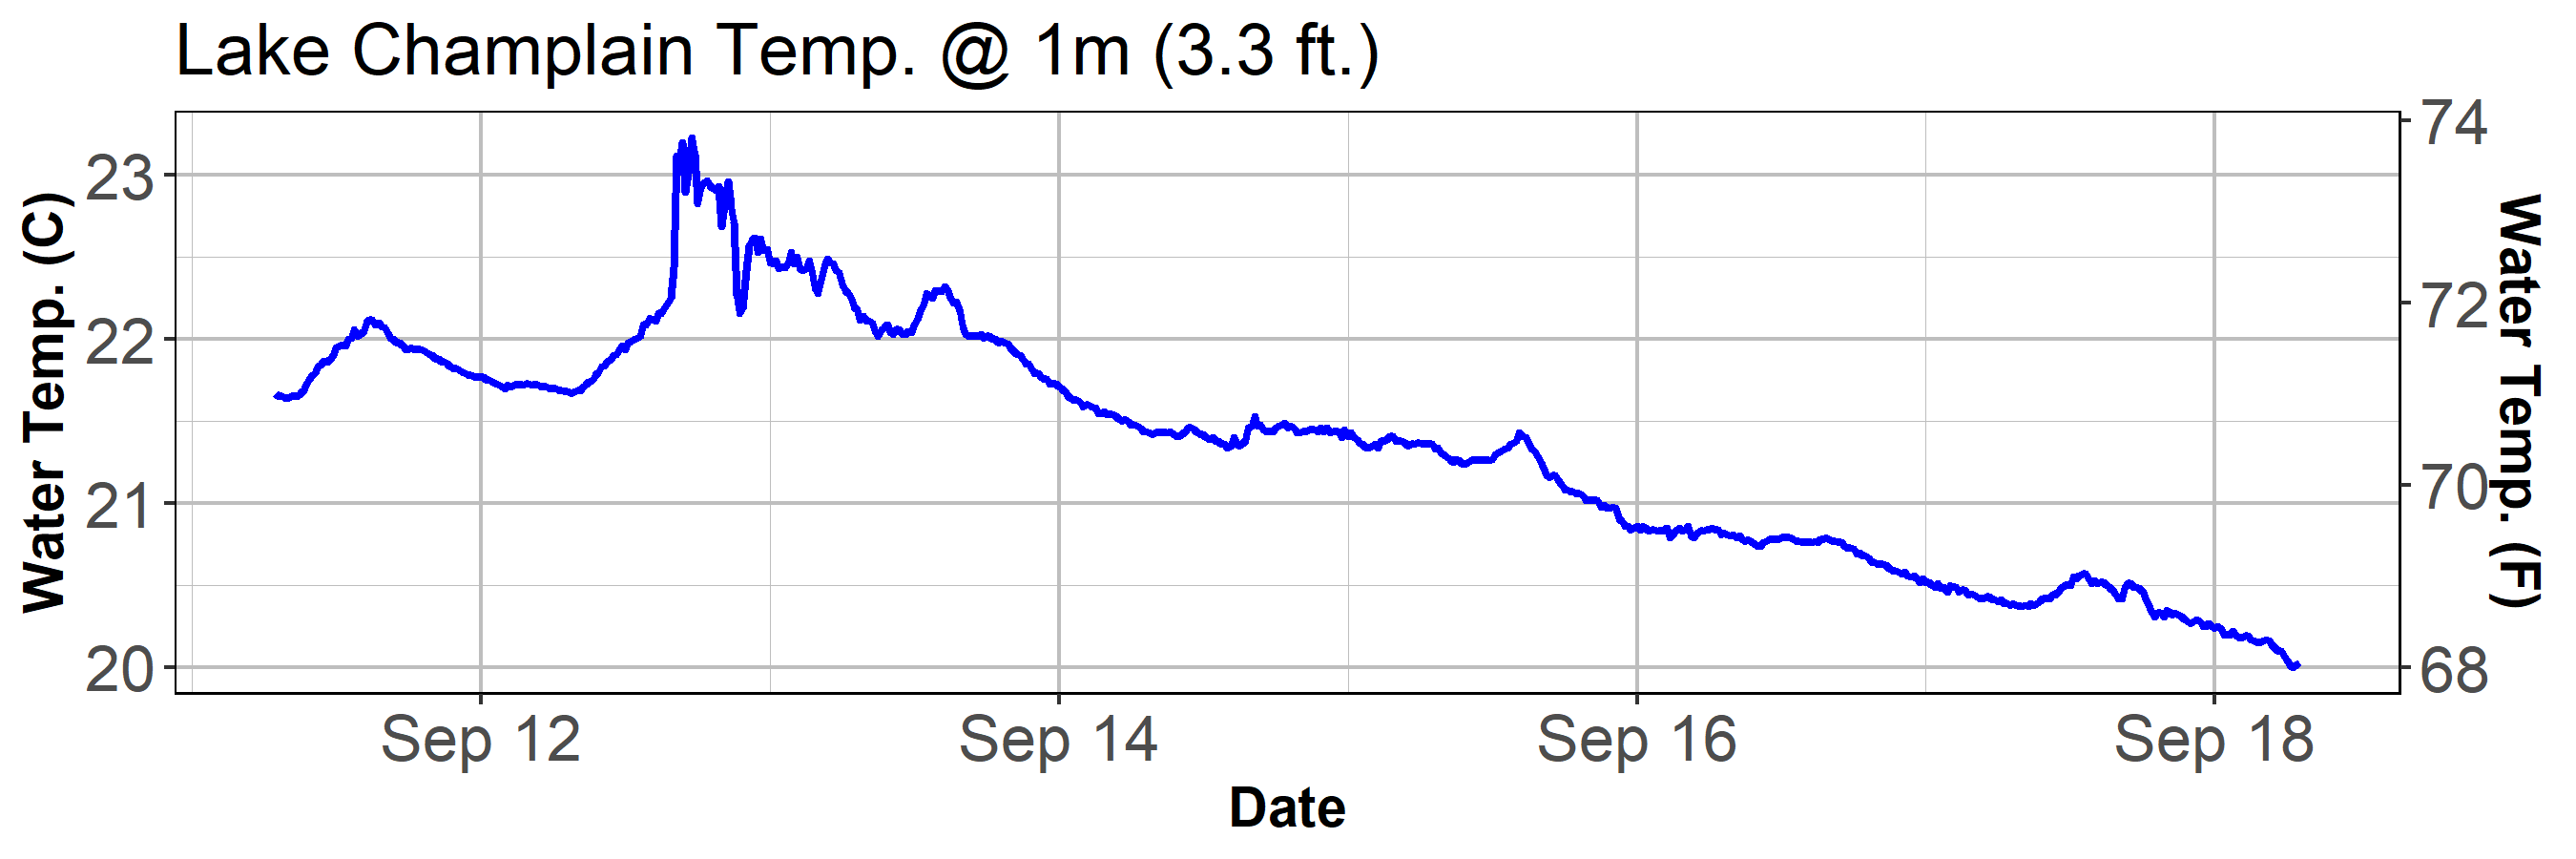 Lake Champlain Temp. @ 1m (3.3 ft.)
Water Temp. (C)
23
22
21
20
74
72
70
68
Water Temp. (F)
Sep 12
Sep 14
Sep 16
Sep 18
Date